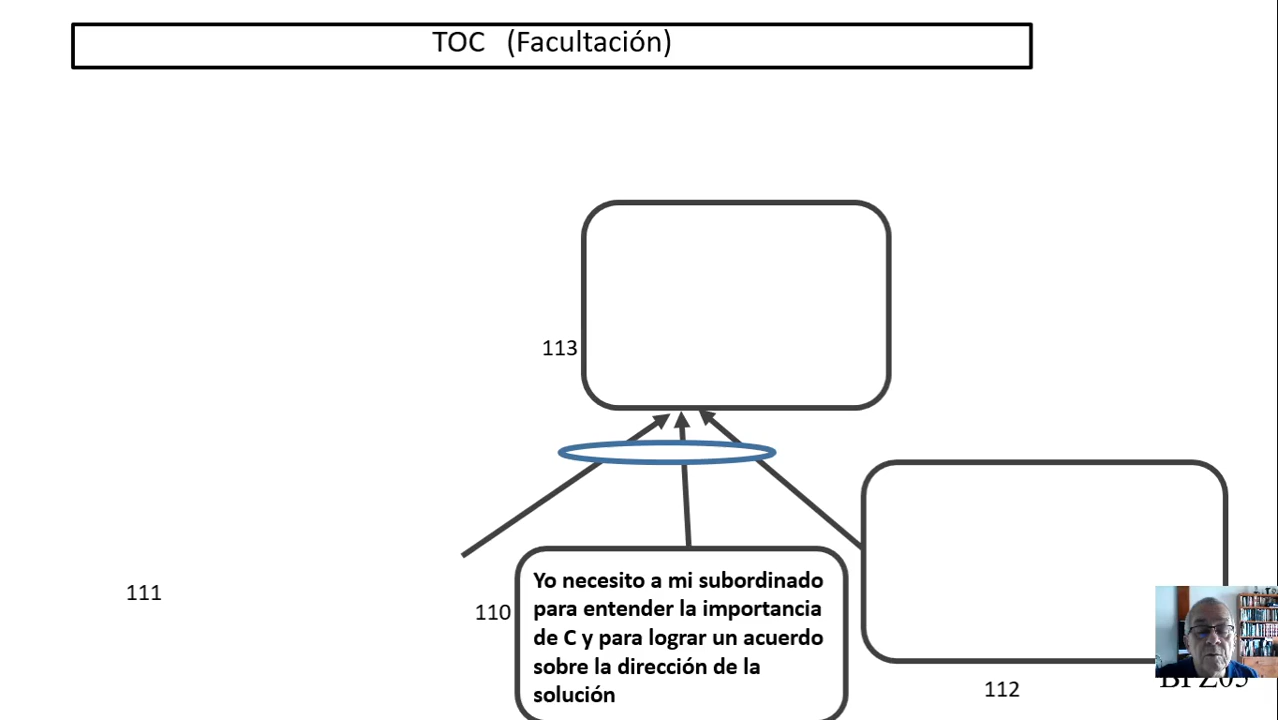 TOC (Facultación)
113
111
110
Yo necesito a mi subordinado
para entender la importancia
de C y para lograr un acuerdo
sobre la dirección de la
solución
112